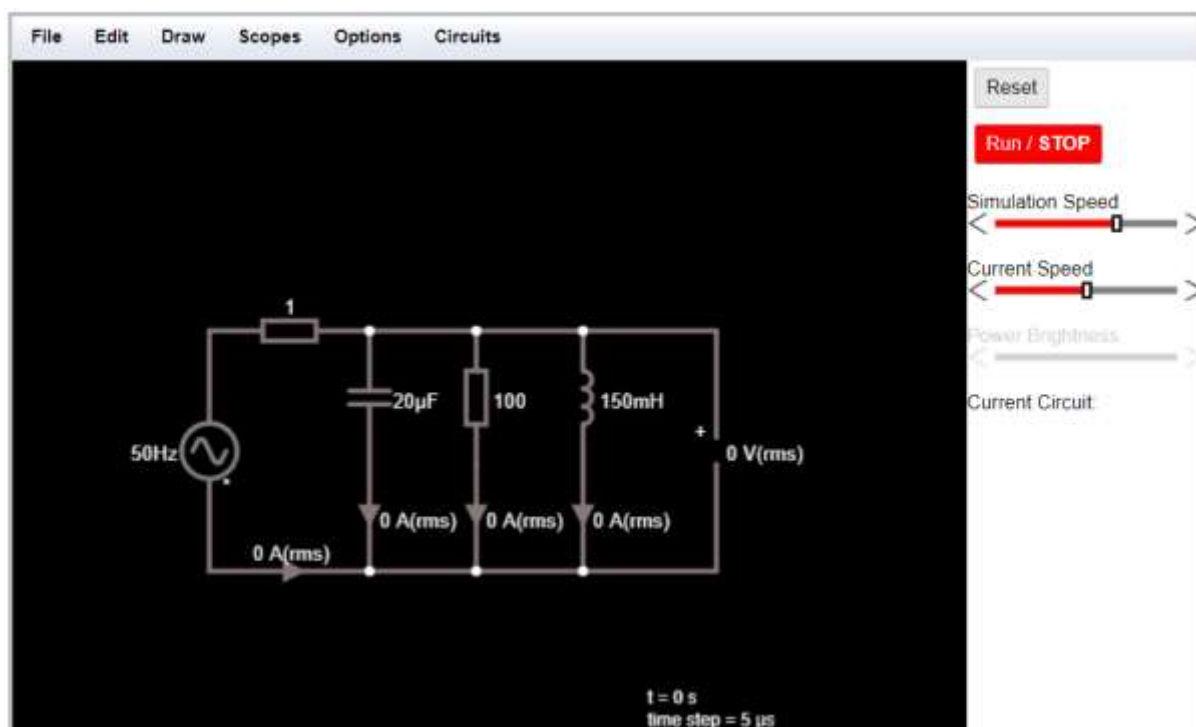 File Edit Draw Scopes Options Circuits
Reset
Run / STOP
Simulation Speed
Current Speed
Power Brightness
Current Circuit:
1
20µF
100
150mH
+
50Hz
0 V(rms)
0 A(rms)
0 A(rms)
0 A(rms)
0 A(rms)
t = 0 s
time step = 5 µs